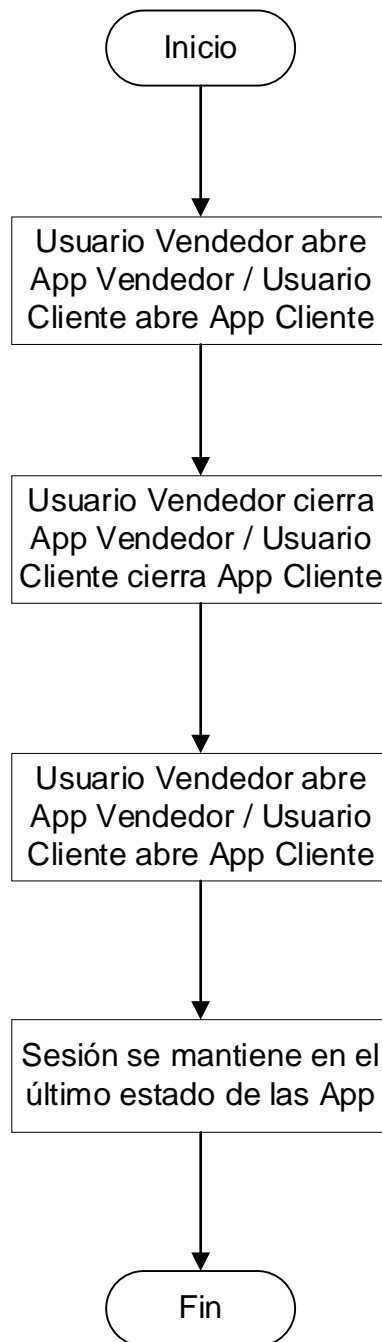 Inicio
Usuario Vendedor abre
App Vendedor / Usuario
Cliente abre App Cliente
Usuario Vendedor cierra
App Vendedor / Usuario
Cliente cierra App Cliente
Usuario Vendedor abre
App Vendedor / Usuario
Cliente abre App Cliente
Sesión se mantiene en el
último estado de las App
Fin